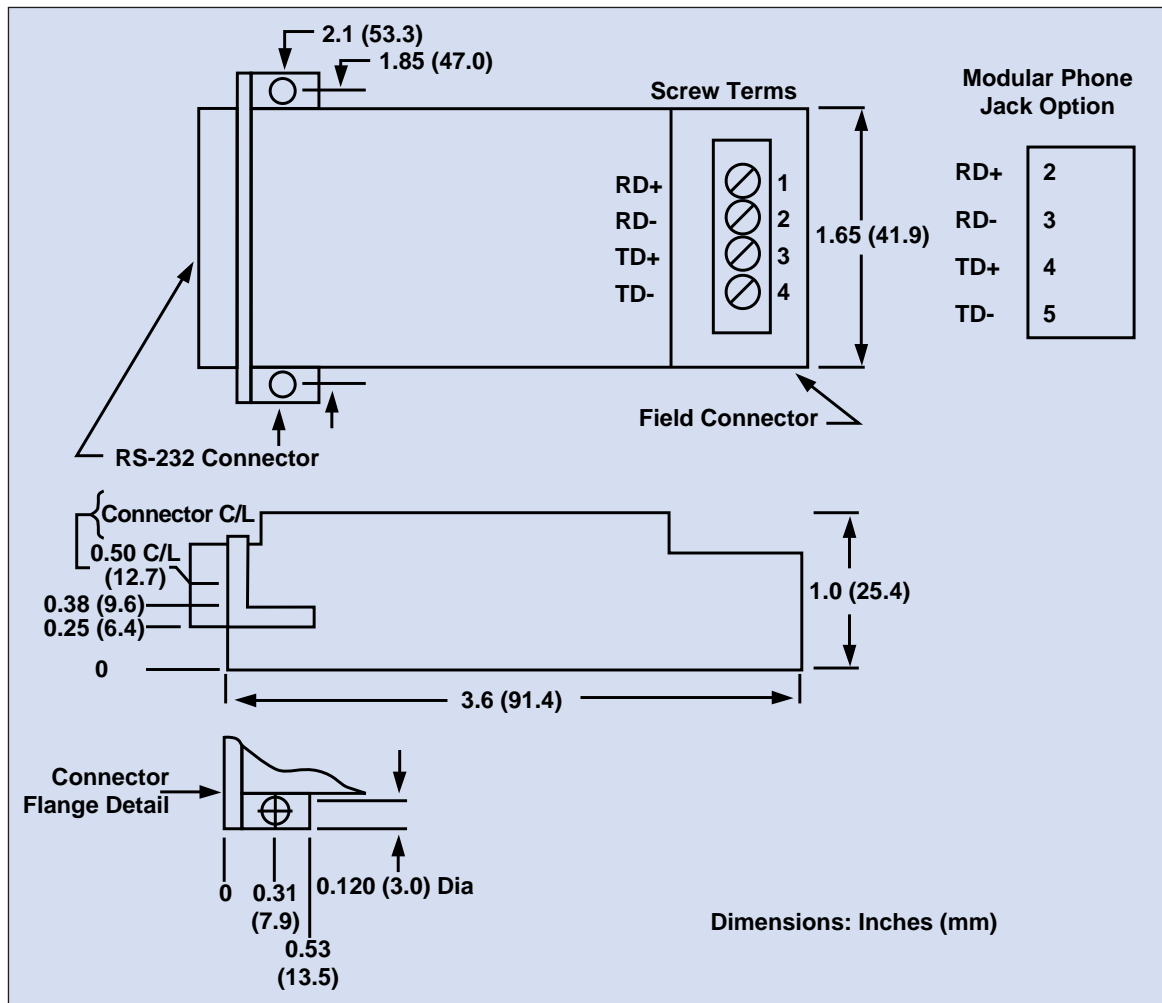 2.1 (53.3)
1.85 (47.0)
Screw Terms
Modular Phone
Jack Option
RD+ 1
RD- 2
TD+ 3
TD- 4
1.65 (41.9)
RD+ 2
RD- 3
TD+ 4
TD- 5
Field Connector
RS-232 Connector
Connector C/L
0.50 C/L
(12.7)
0.38 (9.6)
0.25 (6.4)
0
1.0 (25.4)
3.6 (91.4)
Connector
Flange Detail
0 0.31
(7.9)
0.120 (3.0) Dia
0.53
(13.5)
Dimensions: Inches (mm)